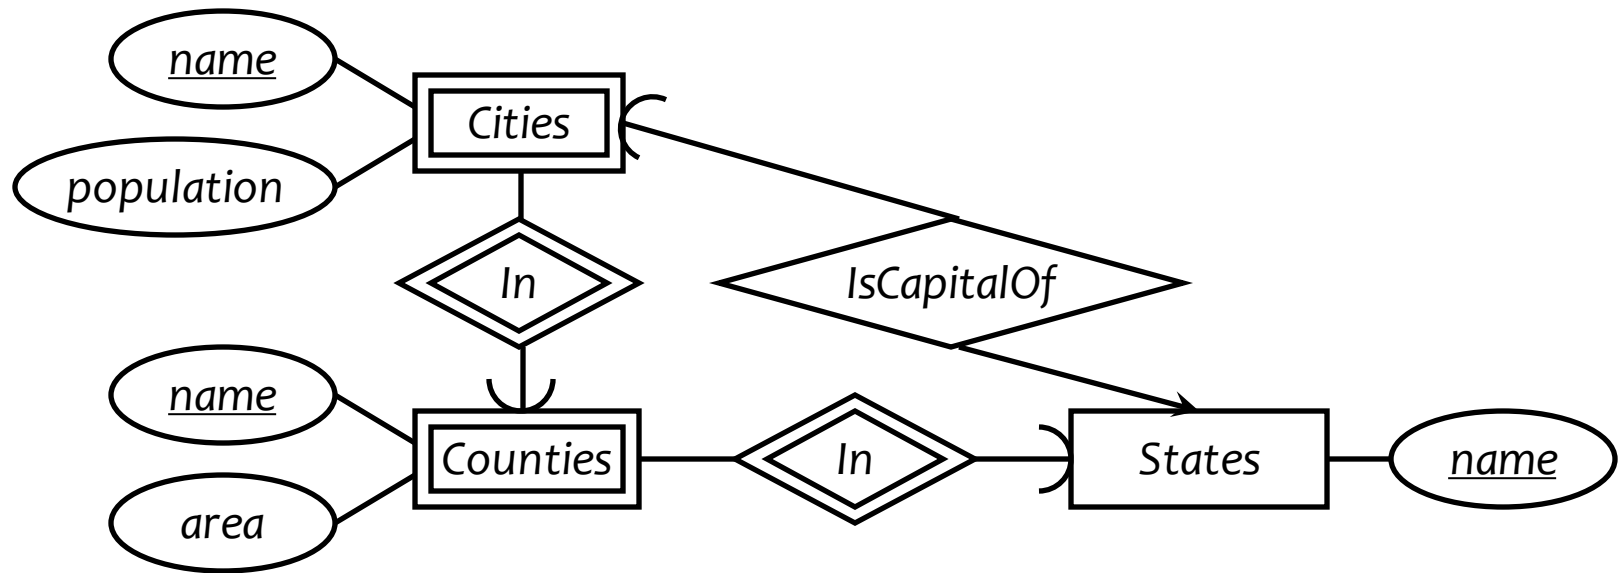 name
Cities
population
In
IsCapitalOf
name
Counties
In
States
name
area